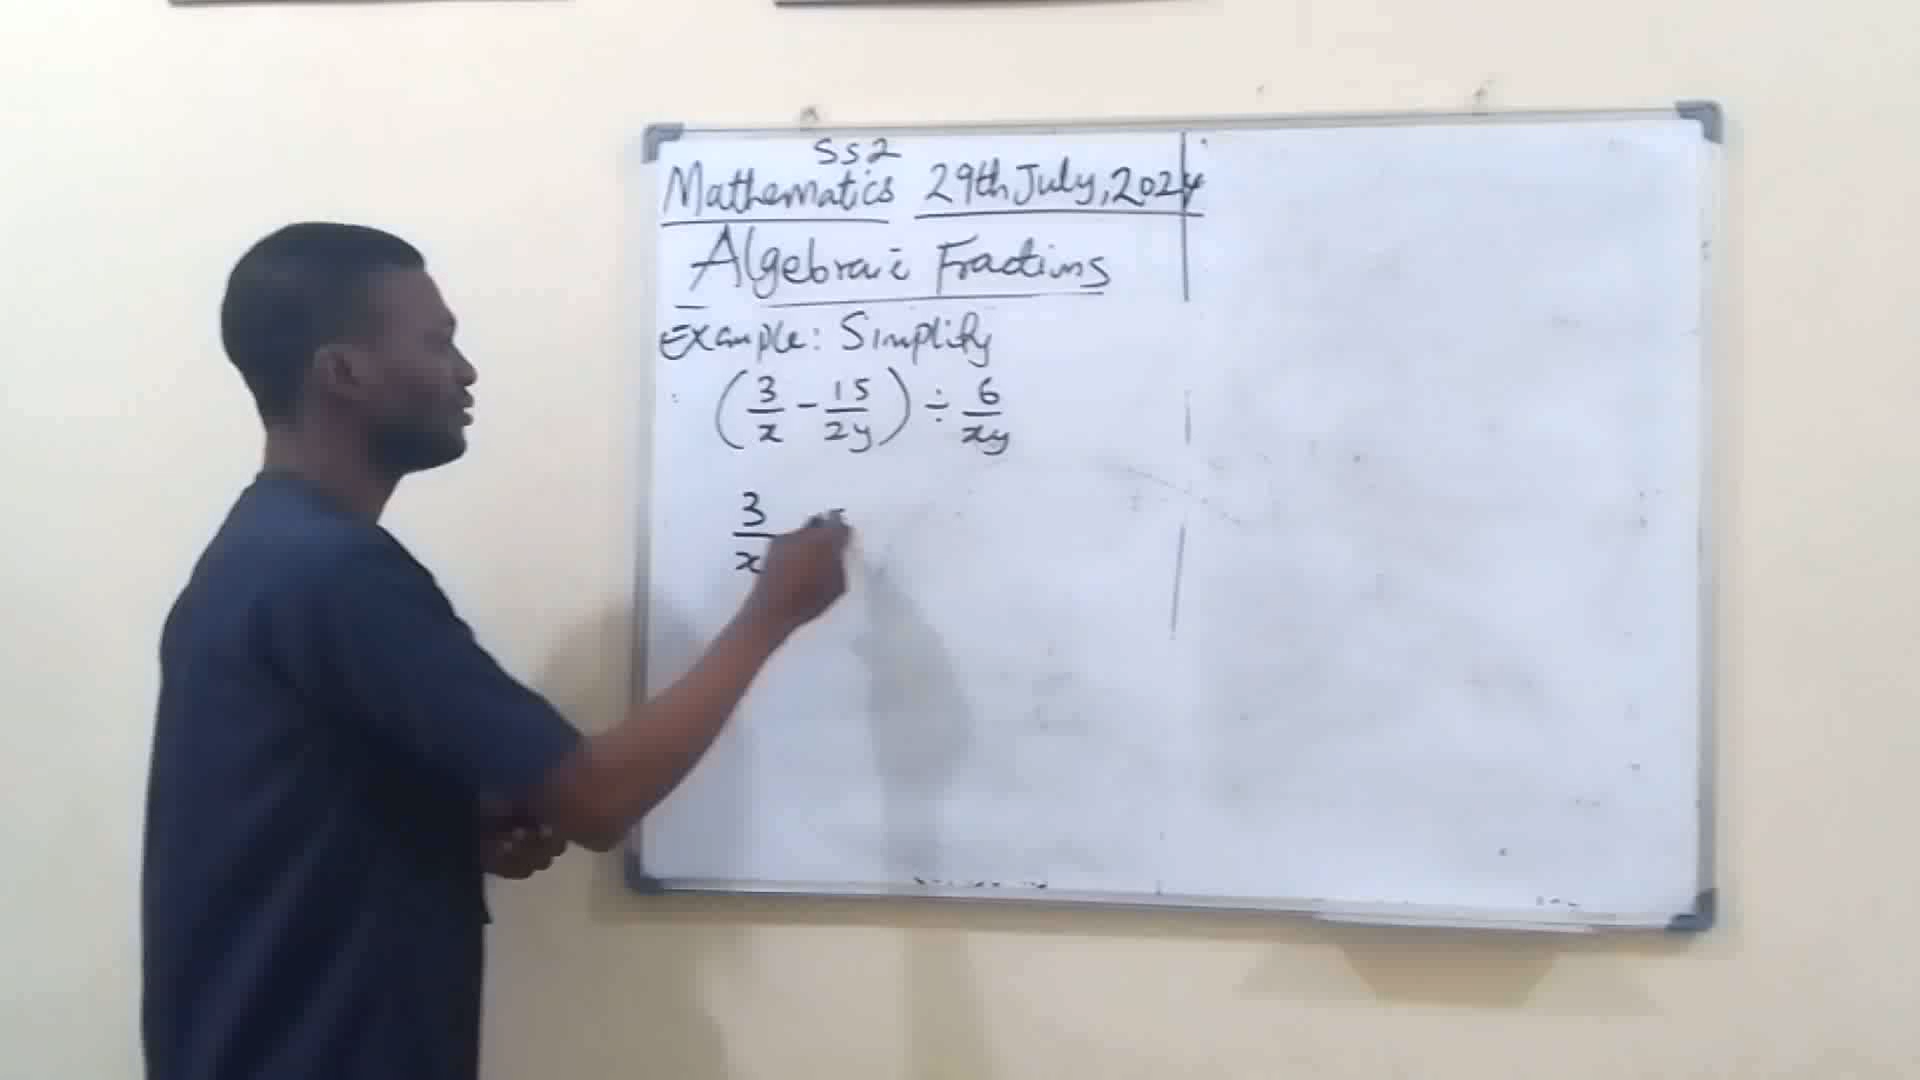 SS2
Mathematics 29th July, 2024
Algebraic Fractions
Example: Simplify
(3/x - 15/2y) ÷ 6/xy
3/x